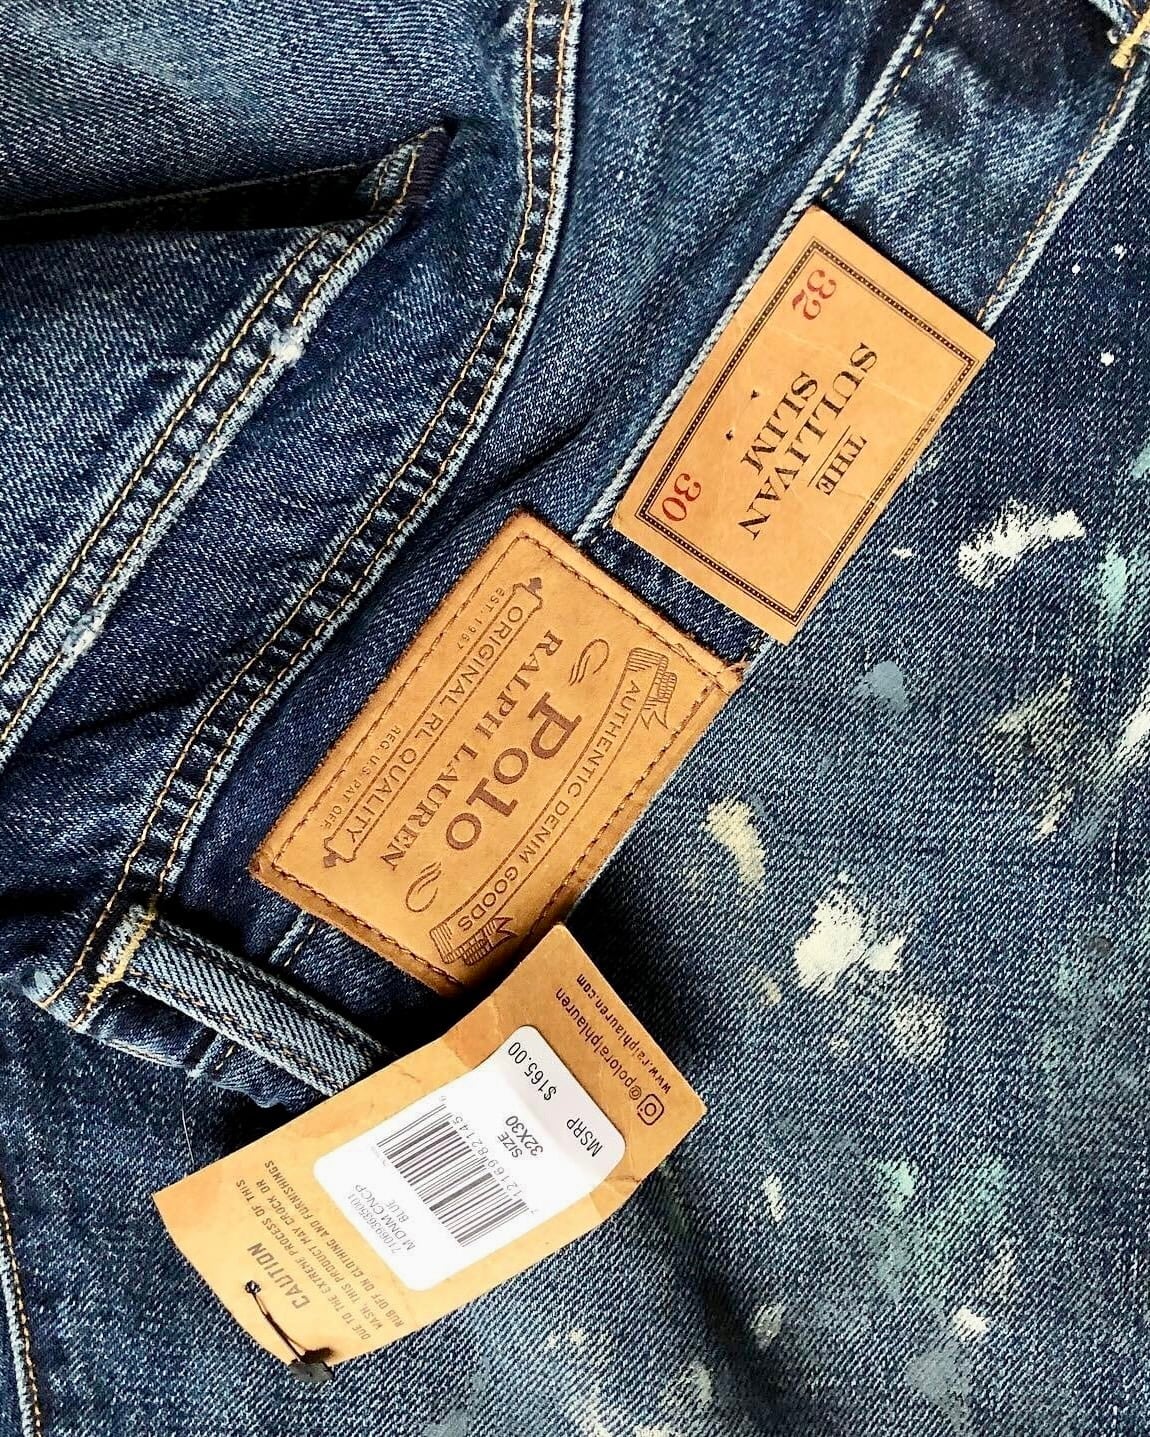 32
THE
SULLIVAN
SLIM
30
AUTHENTIC DENIM GOODS
Polo
RALPH LAUREN
ORIGINAL RL QUALITY
EST. 1967
REG. U.S. PAT. OFF.
www.ralphlauren.com
@poloralphlauren
MSRP
$165.00
SIZE
32X30
M DNM CNCP
BLUE
CAUTION
DUE TO THE EXTREME PROCESS OF THIS
WASH, THIS PRODUCT MAY CROCK OR
RUB OFF ON CLOTHING AND FURNISHINGS